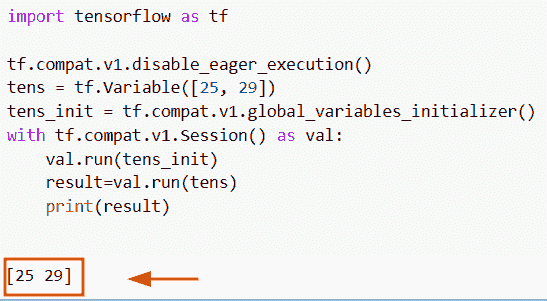 import tensorflow as tf
tf.compat.v1.disable_eager_execution()
tens = tf.Variable([25, 29])
tens_init = tf.compat.v1.global_variables_initializer()
with tf.compat.v1.Session() as val:
    val.run(tens_init)
    result=val.run(tens)
    print(result)
[25 29]